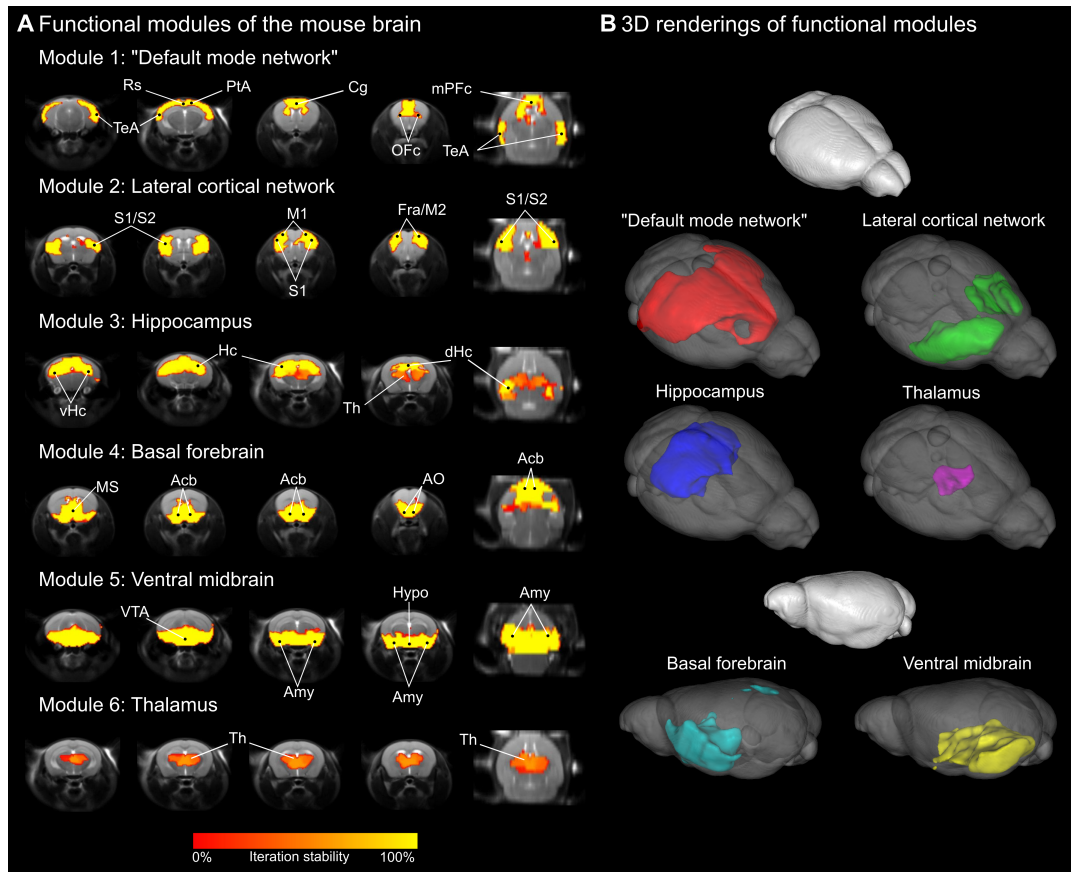 A Functional modules of the mouse brain
Module 1: "Default mode network"
Rs PtA Cg mPFc
TeA OFc TeA
Module 2: Lateral cortical network
S1/S2 M1 Fra/M2 S1/S2
S1
Module 3: Hippocampus
Hc dHc
vHc Th
Module 4: Basal forebrain
MS Acb Acb AO Acb
Module 5: Ventral midbrain
VTA Hypo Amy
Amy Amy
Module 6: Thalamus
Th Th
0% Iteration stability 100%
B 3D renderings of functional modules
"Default mode network" Lateral cortical network
Hippocampus Thalamus
Basal forebrain Ventral midbrain